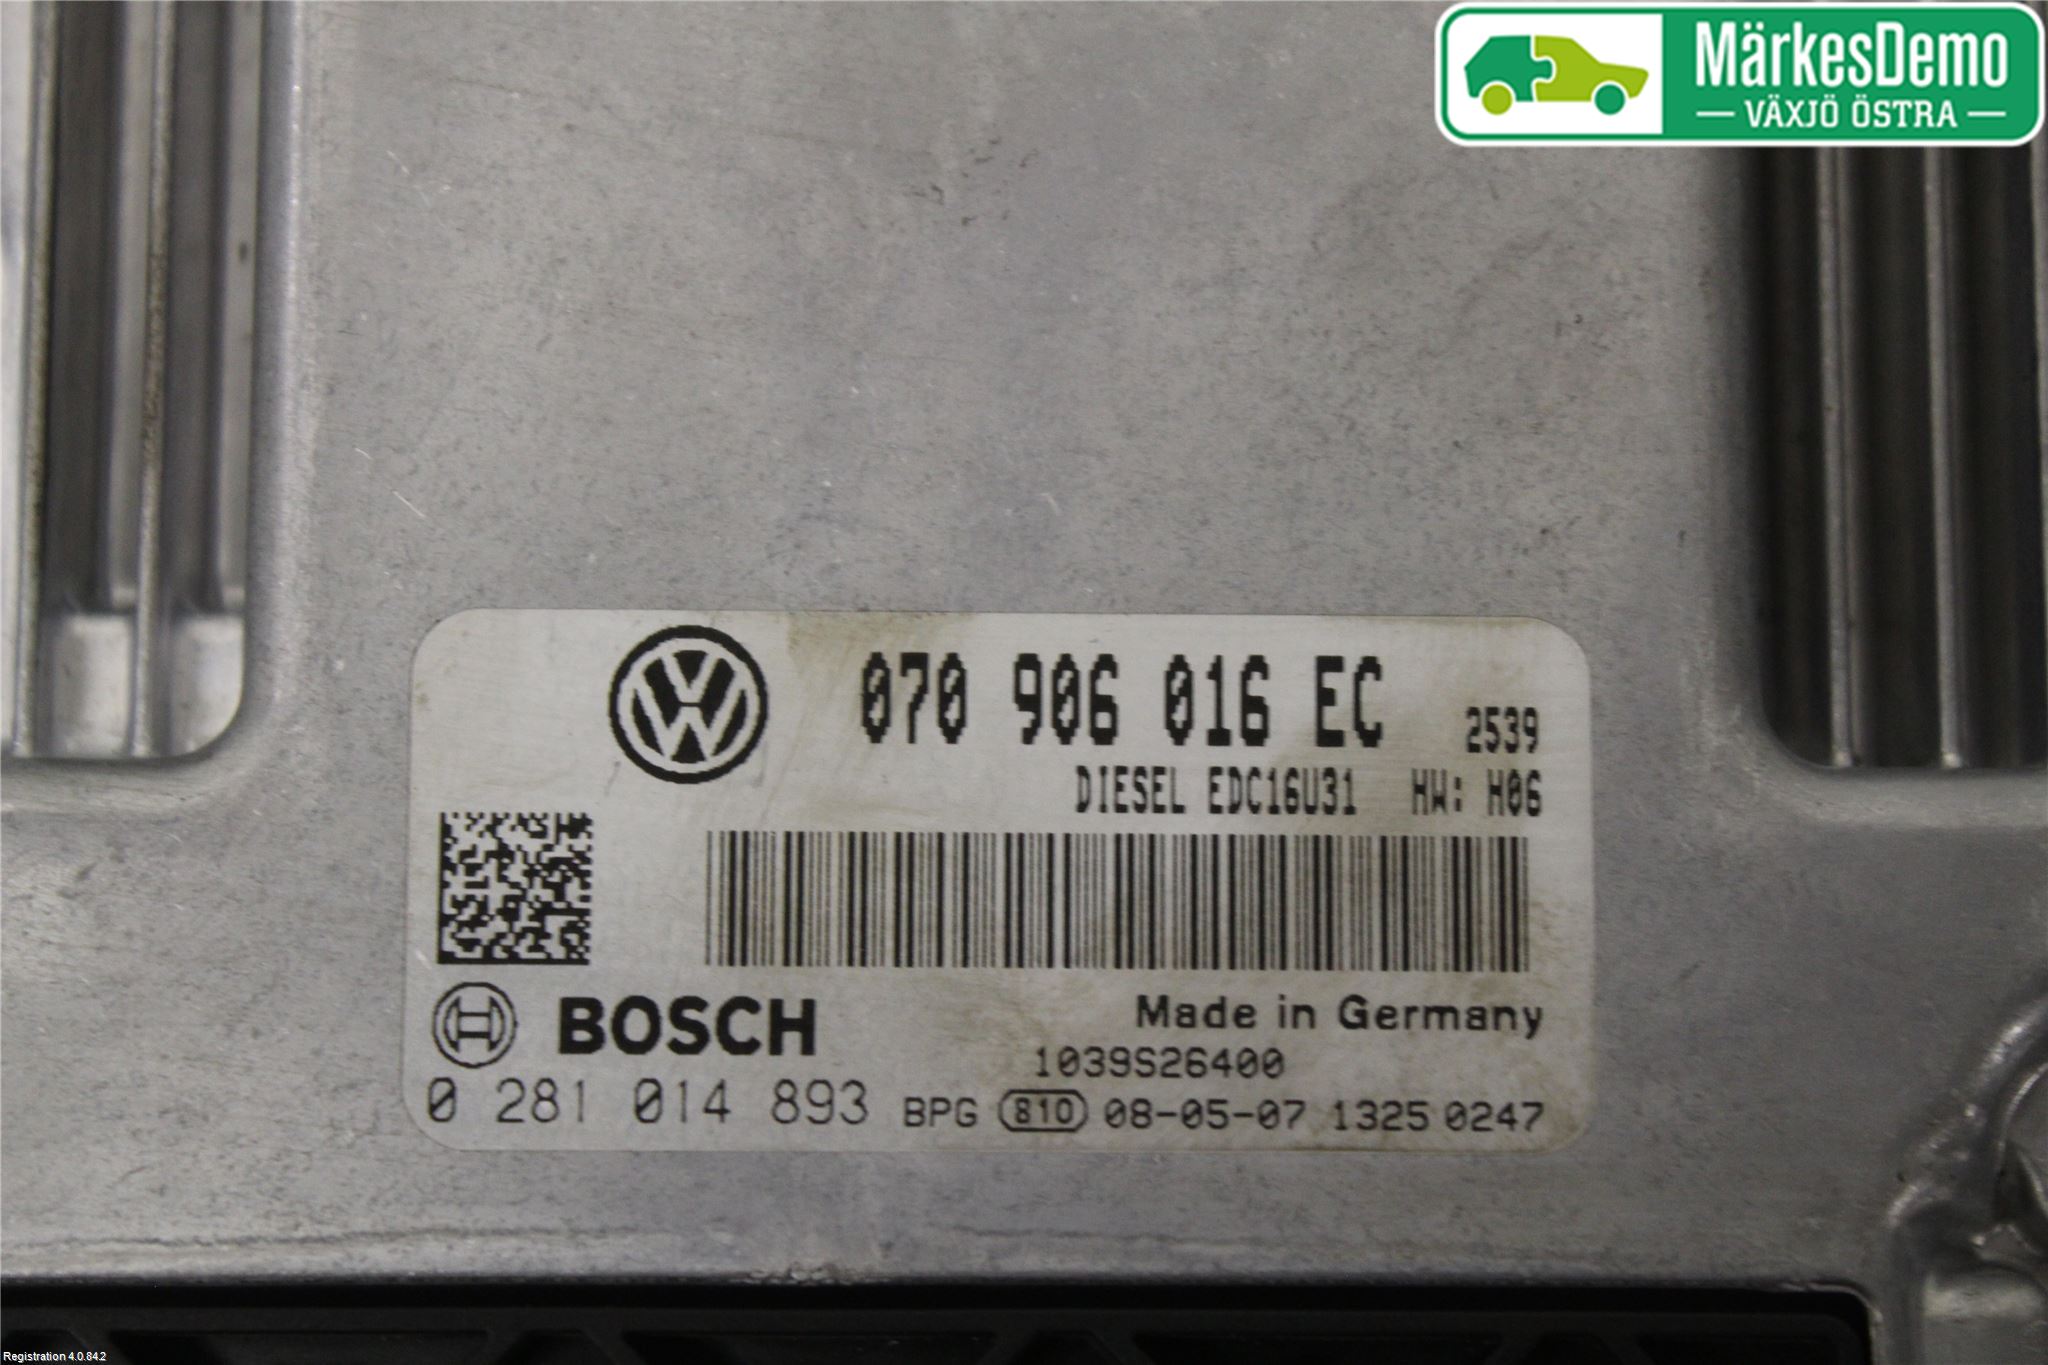 MärkesDemo
VÄXJÖ ÖSTRA
070 906 016 EC
2539
DIESEL EDC16U31 HW: H06
BOSCH
Made in Germany
1039S26400
0 281 014 893 BPG 810 08-05-07 1325 0247
Registration 4.0.84.2